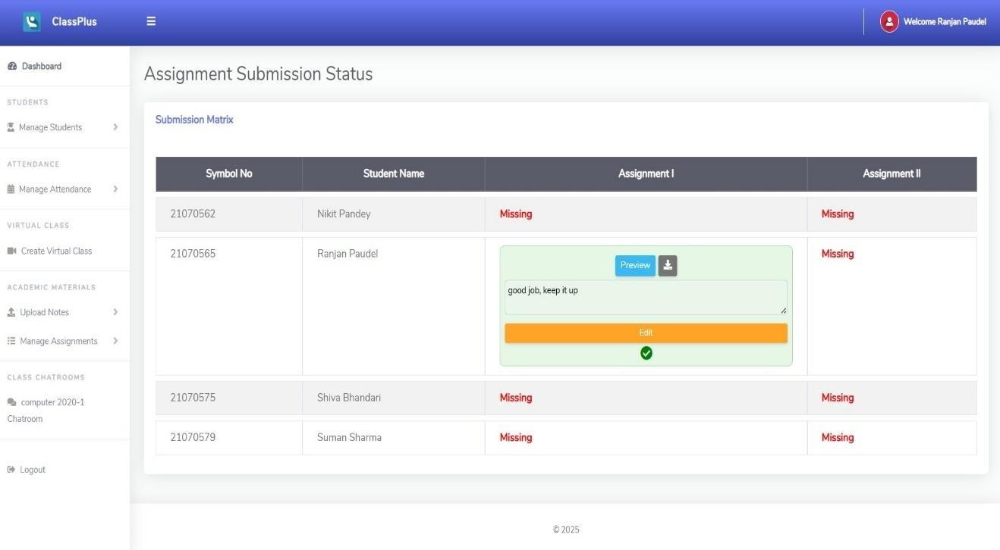 ClassPlus
Welcome Ranjan Paudel
Dashboard
STUDENTS
Manage Students
ATTENDANCE
Manage Attendance
VIRTUAL CLASS
Create Virtual Class
ACADEMIC MATERIALS
Upload Notes
Manage Assignments
CLASS CHATROOMS
computer 2020-1
Chatroom
Logout
Assignment Submission Status
Submission Matrix
Symbol No Student Name Assignment I Assignment II
21070562 Nikit Pandey Missing Missing
21070565 Ranjan Paudel Missing
Preview
good job, keep it up
Edit
21070575 Shiva Bhandari Missing Missing
21070579 Suman Sharma Missing Missing
© 2025